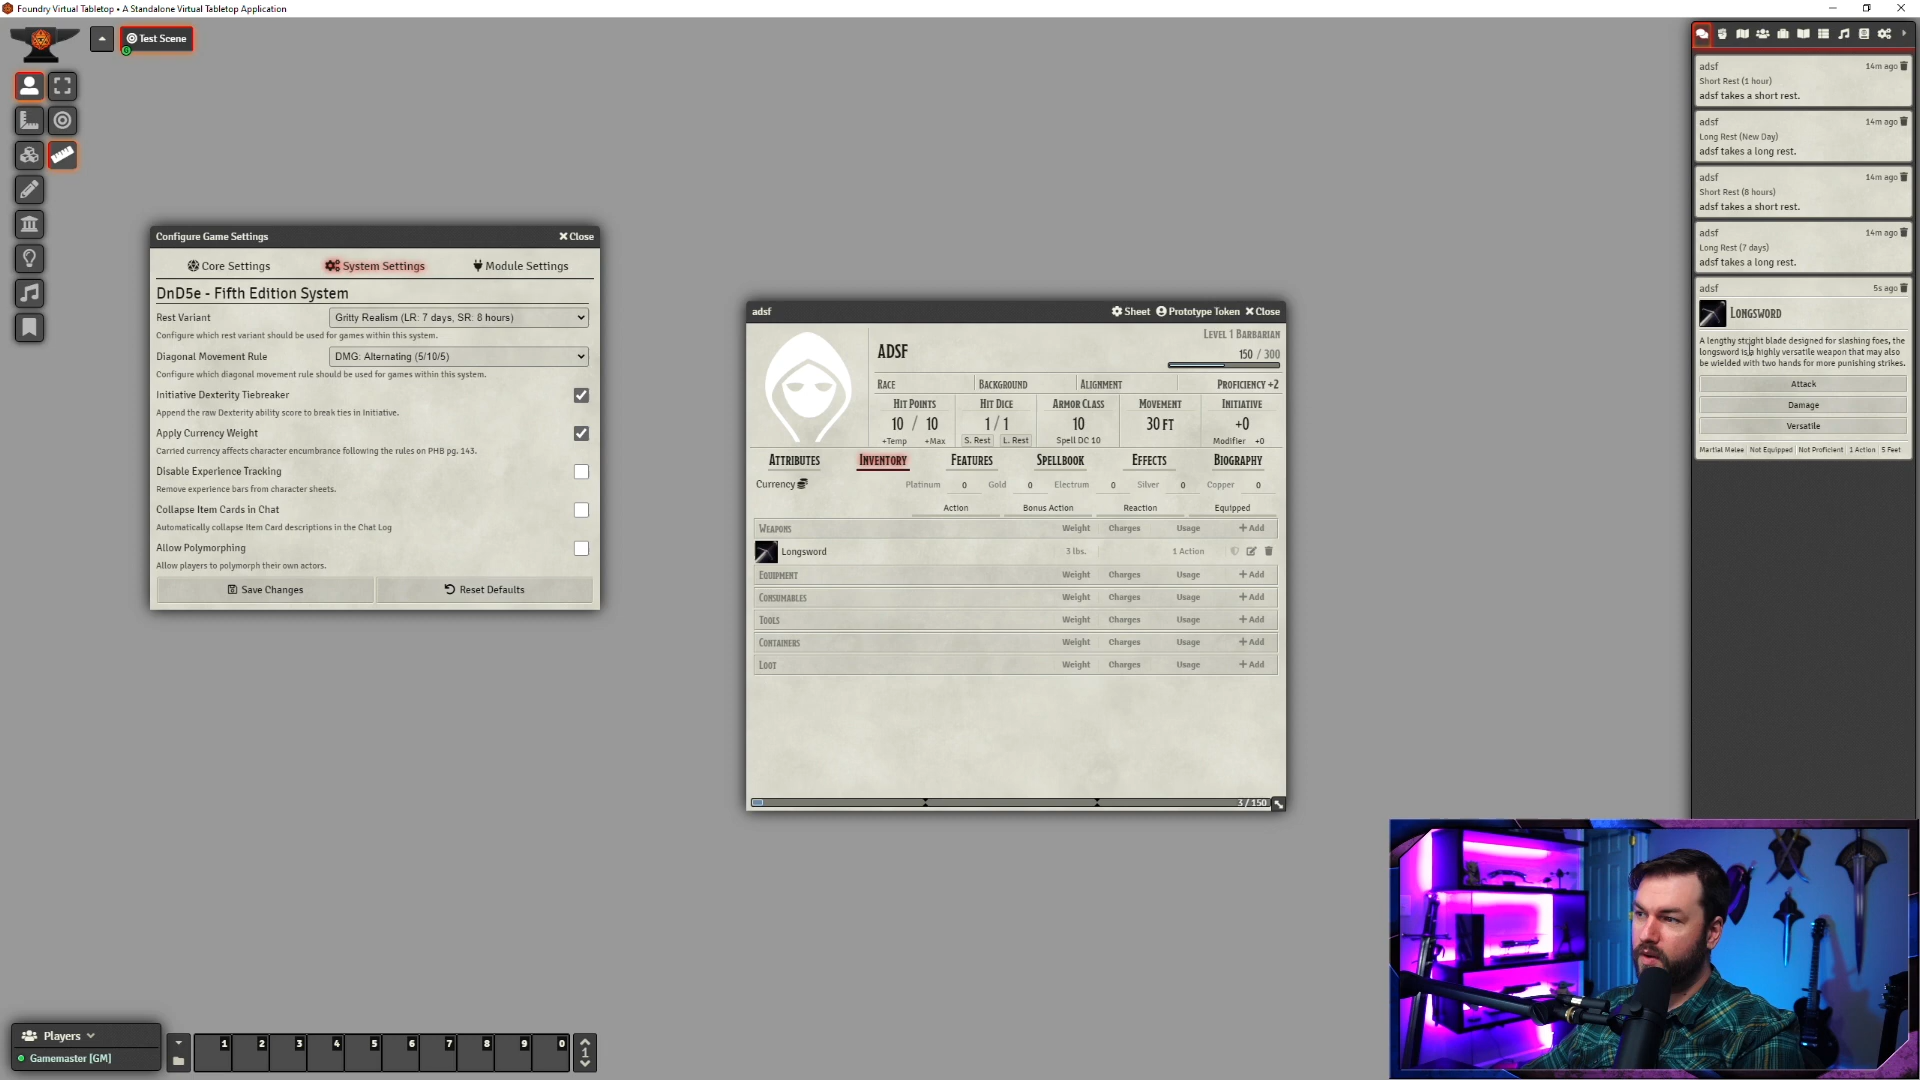 Foundry Virtual Tabletop • A Standalone Virtual Tabletop Application
Test Scene
Configure Game Settings
Close
Core Settings
System Settings
Module Settings
DnD5e - Fifth Edition System
Rest Variant
Gritty Realism (LR: 7 days, SR: 8 hours)
Configure which rest variant should be used for games within this system.
Diagonal Movement Rule
DMG: Alternating (5/10/5)
Configure which diagonal movement rule should be used for games within this system.
Initiative Dexterity Tiebreaker
Append the raw Dexterity ability score to break ties in Initiative.
Apply Currency Weight
Carried currency affects character encumbrance following the rules on PHB pg. 143.
Disable Experience Tracking
Remove experience bars from character sheets.
Collapse Item Cards in Chat
Automatically collapse Item Card descriptions in the Chat Log
Allow Polymorphing
Allow players to polymorph their own actors.
Save Changes
Reset Defaults
adsf
Sheet
Prototype Token
Close
Level 1 Barbarian
ADSF
150 / 300
Race
Background
Alignment
Proficiency +2
Hit Points
Hit Dice
Armor Class
Movement
Initiative
10 / 10
1 / 1
10
30 ft
+0
+Temp
+Max
S. Rest
L. Rest
Spell DC 10
Modifier +0
Attributes
Inventory
Features
Spellbook
Effects
Biography
Currency
Platinum 0
Gold 0
Electrum 0
Silver 0
Copper 0
Action
Bonus Action
Reaction
Equipped
Weapons Weight Charges Usage + Add
Longsword 3 lbs. 1 Action
Equipment Weight Charges Usage + Add
Consumables Weight Charges Usage + Add
Tools Weight Charges Usage + Add
Containers Weight Charges Usage + Add
Loot Weight Charges Usage + Add
3 / 150
adsf 14m ago
Short Rest (1 hour)
adsf takes a short rest.
adsf 14m ago
Long Rest (New Day)
adsf takes a long rest.
adsf 14m ago
Short Rest (8 hours)
adsf takes a short rest.
adsf 14m ago
Long Rest (7 days)
adsf takes a long rest.
adsf 5s ago
Longsword
A lengthy straight blade designed for slashing foes, the
longsword is a highly versatile weapon that may also
be wielded with two hands for more punishing strikes.
Attack
Damage
Versatile
Martial Melee Not Equipped Not Proficient 1 Action 5 Feet
Players
Gamemaster [GM]
1 2 3 4 5 6 7 8 9 0
1